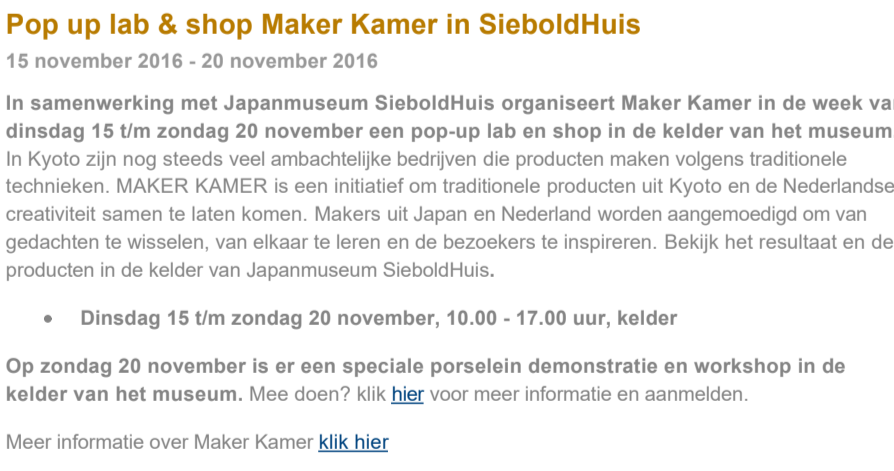 Pop up lab & shop Maker Kamer in SieboldHuis
15 november 2016 - 20 november 2016
In samenwerking met Japanmuseum SieboldHuis organiseert Maker Kamer in de week
dinsdag 15 t/m zondag 20 november een pop-up lab en shop in de kelder van het museum
In Kyoto zijn nog steeds veel ambachtelijke bedrijven die producten maken volgens traditionele
technieken. MAKER KAMER is een initiatief om traditionele producten uit Kyoto en de Nederlandse
creativiteit samen te laten komen. Makers uit Japan en Nederland worden aangemoedigd om van
gedachten te wisselen, van elkaar te leren en de bezoekers te inspireren. Bekijk het resultaat en de
producten in de kelder van Japanmuseum SieboldHuis.
• Dinsdag 15 t/m zondag 20 november, 10.00 - 17.00 uur, kelder
Op zondag 20 november is er een speciale porselein demonstratie en workshop in de
kelder van het museum. Mee doen? klik hier voor meer informatie en aanmelden.
Meer informatie over Maker Kamer klik hier